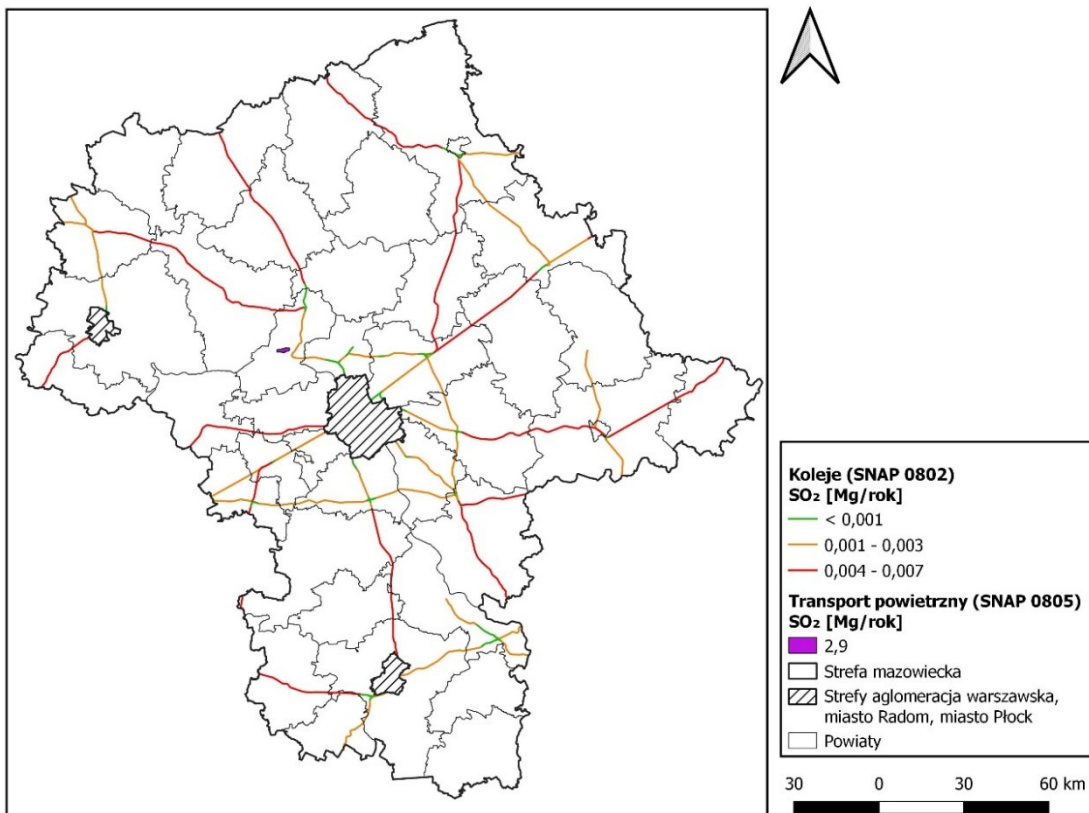 Koleje (SNAP 0802)
SO₂ [Mg/rok]
< 0,001
0,001 - 0,003
0,004 - 0,007
Transport powietrzny (SNAP 0805)
SO₂ [Mg/rok]
2,9
Strefa mazowiecka
Strefy aglomeracja warszawska,
miasto Radom, miasto Płock
Powiaty
30 0 30 60 km